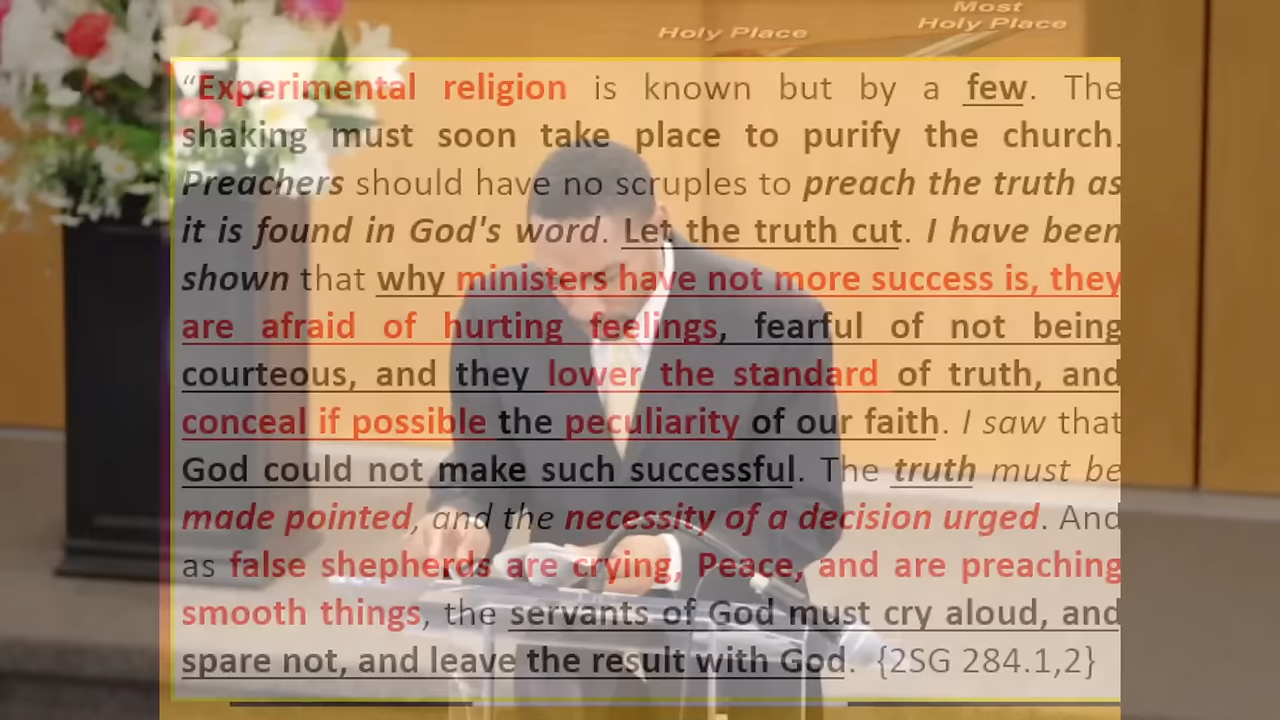 Most
Holy Place
Holy Place
“Experimental religion is known but by a few. The
shaking must soon take place to purify the church.
Preachers should have no scruples to preach the truth as
it is found in God's word. Let the truth cut. I have been
shown that why ministers have not more success is, they
are afraid of hurting feelings, fearful of not being
courteous, and they lower the standard of truth, and
conceal if possible the peculiarity of our faith. I saw that
God could not make such successful. The truth must be
made pointed, and the necessity of a decision urged. And
as false shepherds are crying, Peace, and are preaching
smooth things, the servants of God must cry aloud, and
spare not, and leave the result with God. {2SG 284.1,2}